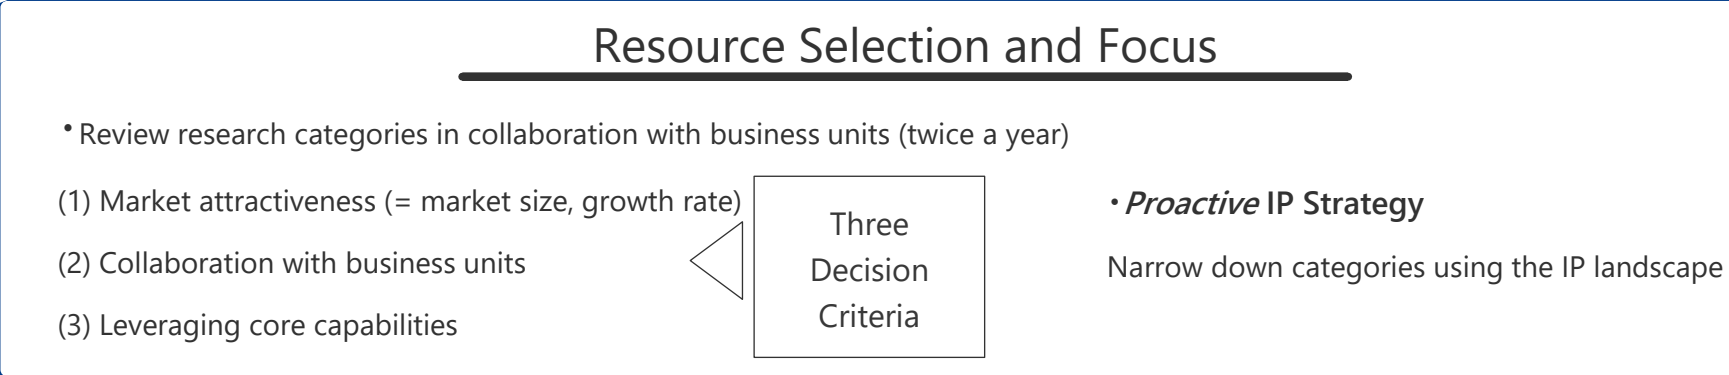 Resource Selection and Focus
・Review research categories in collaboration with business units (twice a year)
(1) Market attractiveness (= market size, growth rate)
(2) Collaboration with business units
(3) Leveraging core capabilities
Three
Decision
Criteria
・Proactive IP Strategy
Narrow down categories using the IP landscape